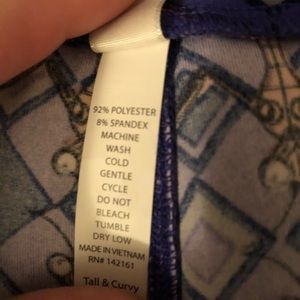 92% POLYESTER
8% SPANDEX
MACHINE
WASH
COLD
GENTLE
CYCLE
DO NOT
BLEACH
TUMBLE
DRY LOW
MADE IN VIETNAM
RN# 142161
Tall & Curvy